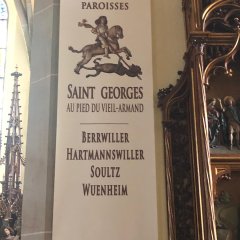 PAROISSES
SAINT GEORGES
AU PIED DU VIEIL-ARMAND
BERRWILLER
HARTMANNSWILLER
SOULTZ
WUENHEIM